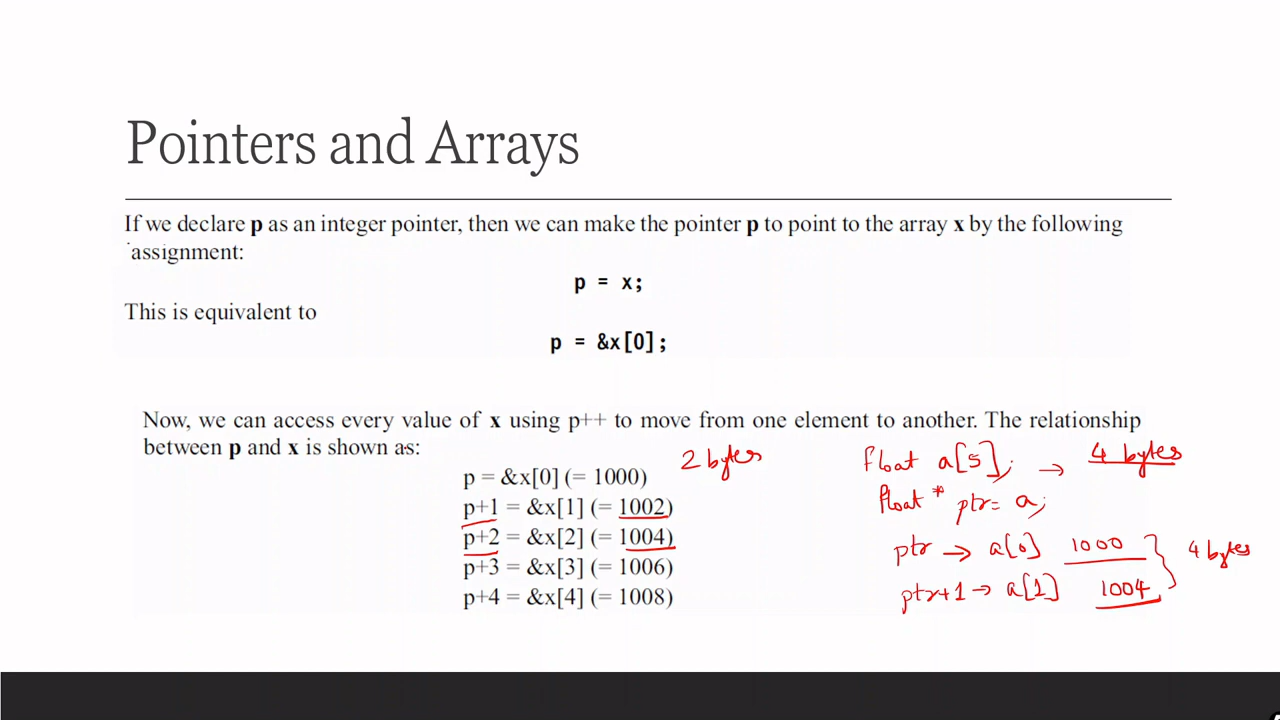 Pointers and Arrays
If we declare p as an integer pointer, then we can make the pointer p to point to the array x by the following
assignment:
p = x;
This is equivalent to
p = &x[0];
Now, we can access every value of x using p++ to move from one element to another. The relationship
between p and x is shown as:
p = &x[0] (= 1000)
p+1 = &x[1] (= 1002)
p+2 = &x[2] (= 1004)
p+3 = &x[3] (= 1006)
p+4 = &x[4] (= 1008)
2 bytes
float a[5]; → 4 bytes
float * ptr = a;
ptr → a[0] 1000
ptr+1 → a[1] 1004
4 bytes